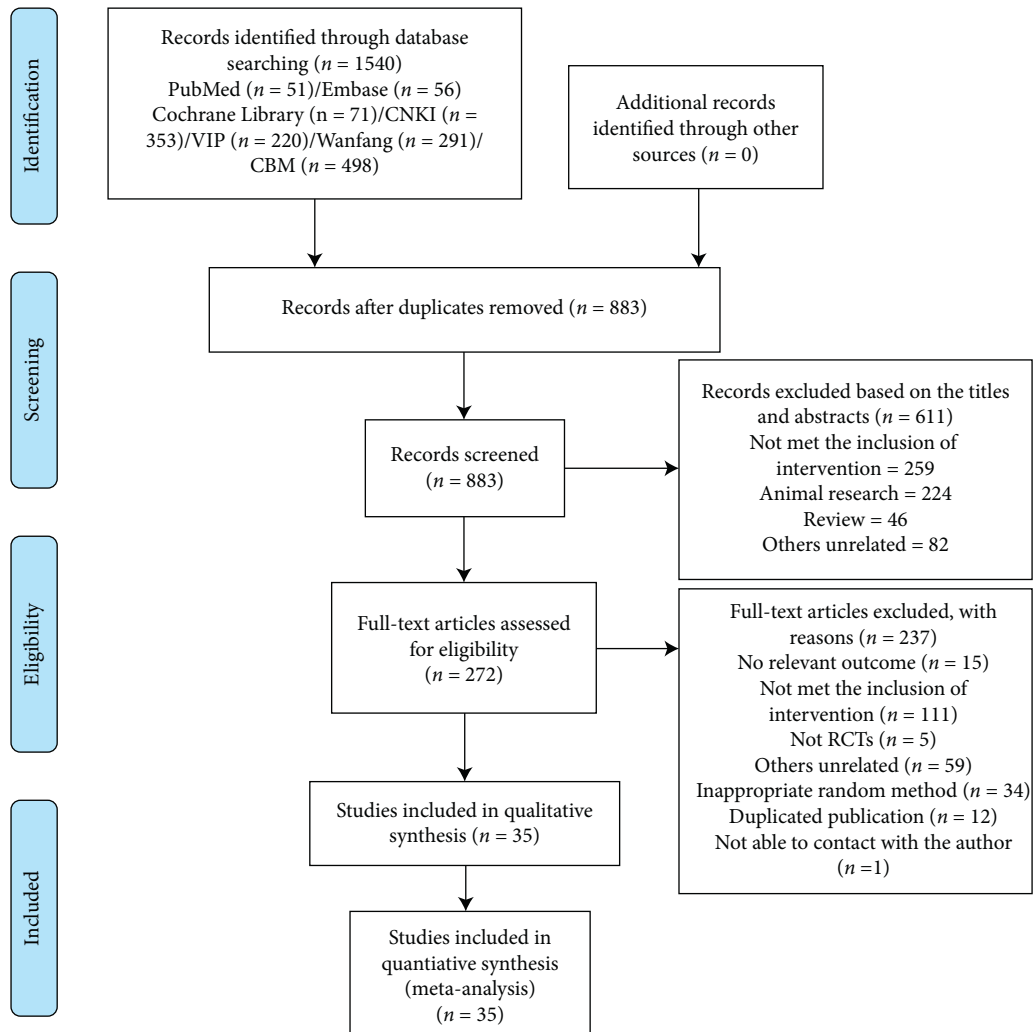 Identification
Records identified through database
searching (n = 1540)
PubMed (n = 51)/Embase (n = 56)
Cochrane Library (n = 71)/CNKI (n =
353)/VIP (n = 220)/Wanfang (n = 291)/
CBM (n = 498)
Additional records
identified through other
sources (n = 0)
Screening
Records after duplicates removed (n = 883)
Records screened
(n = 883)
Records excluded based on the titles
and abstracts (n = 611)
Not met the inclusion of
intervention = 259
Animal research = 224
Review = 46
Others unrelated = 82
Eligibility
Full-text articles assessed
for eligibility
(n = 272)
Full-text articles excluded, with
reasons (n = 237)
No relevant outcome (n = 15)
Not met the inclusion of
intervention (n = 111)
Not RCTs (n = 5)
Others unrelated (n = 59)
Inappropriate random method (n = 34)
Duplicated publication (n = 12)
Not able to contact with the author
(n =1)
Included
Studies included in qualitative
synthesis (n = 35)
Studies included in
quantiative synthesis
(meta-analysis)
(n = 35)